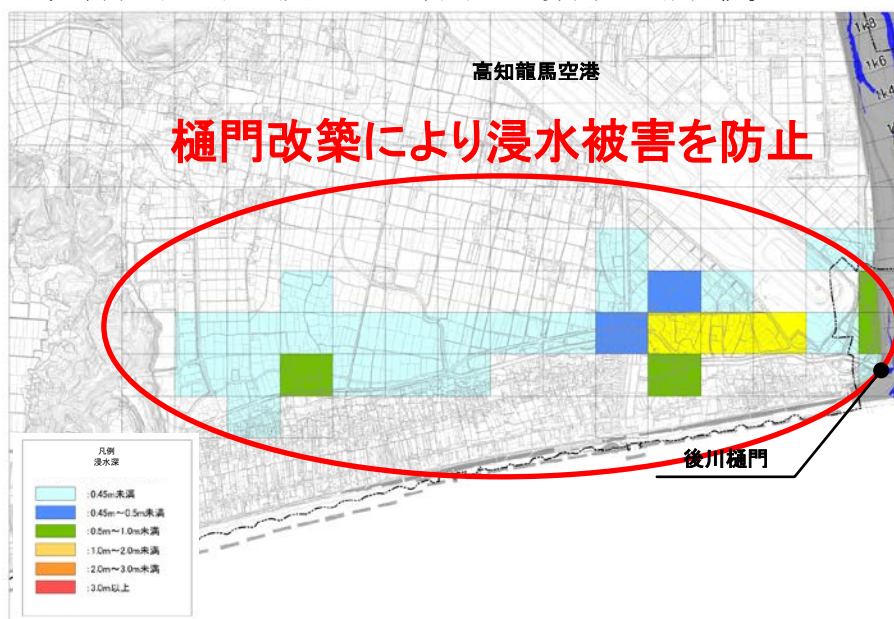 1k8
1k6
1k4
高知龍馬空港
樋門改築により浸水被害を防止
後川樋門
凡例
浸水深
:0.45m未満
:0.45m～0.5m未満
:0.5m～1.0m未満
:1.0m～2.0m未満
:2.0m～3.0m未満
:3.0m以上